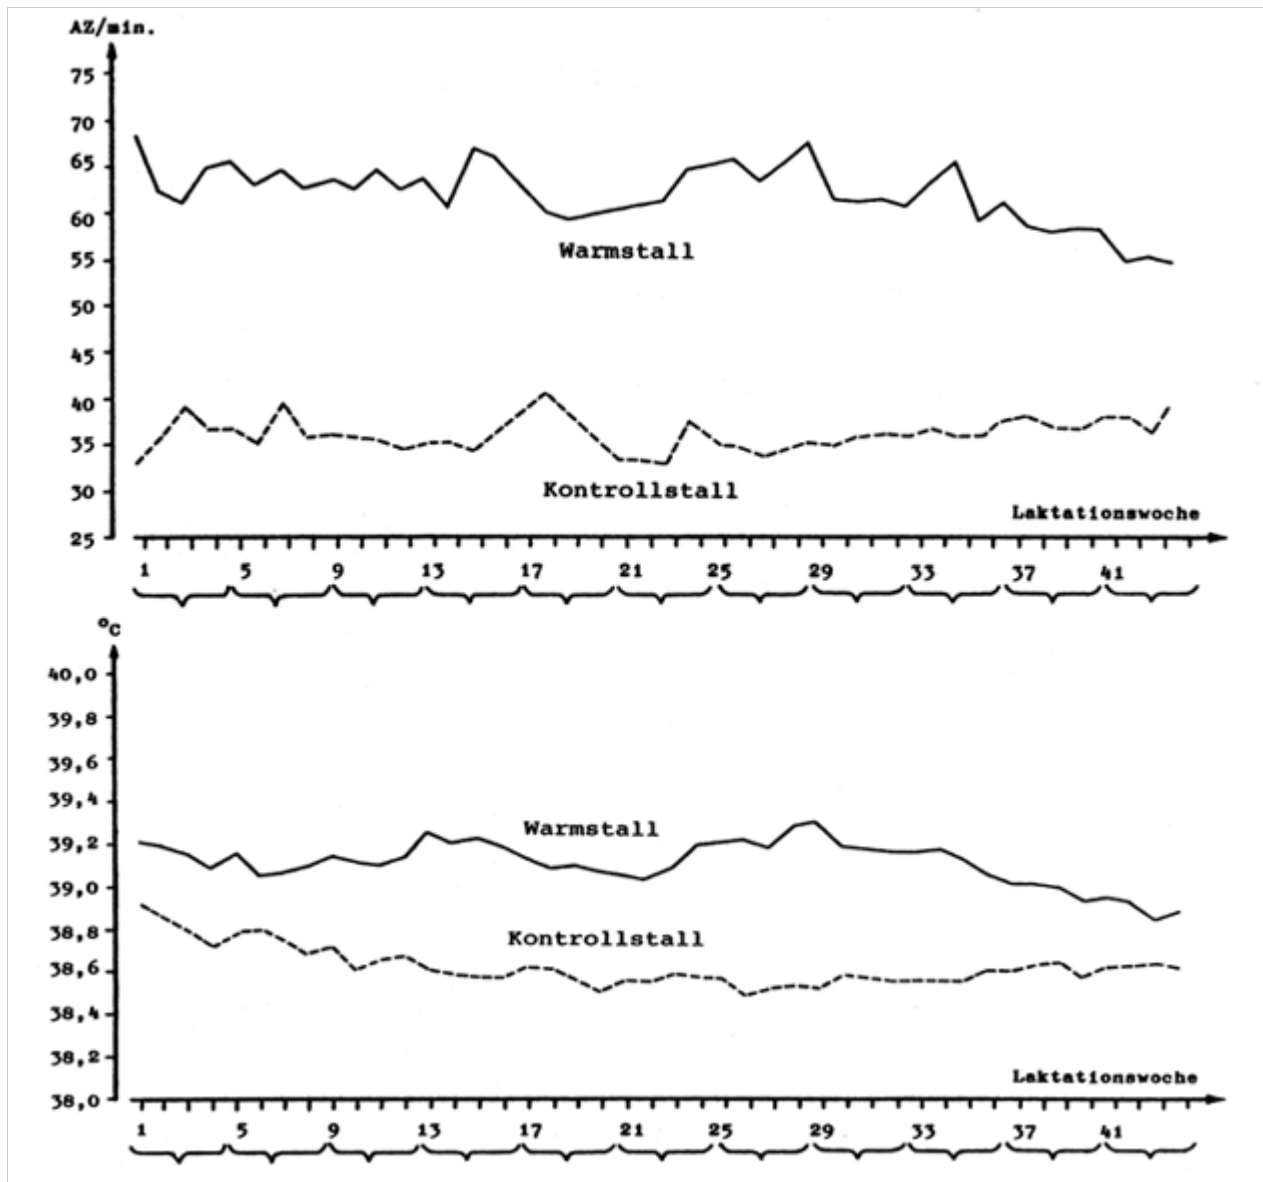 AZ/min.
75
70
65
60
Warmstall
55
50
45
40
35
Kontrollstall
30
Laktationswoche
25
1 5 9 13 17 21 25 29 33 37 41
°C
40,0
39,8
39,6
39,4
Warmstall
39,2
39,0
Kontrollstall
38,8
38,6
38,4
38,2
Laktationswoche
38,0
1 5 9 13 17 21 25 29 33 37 41